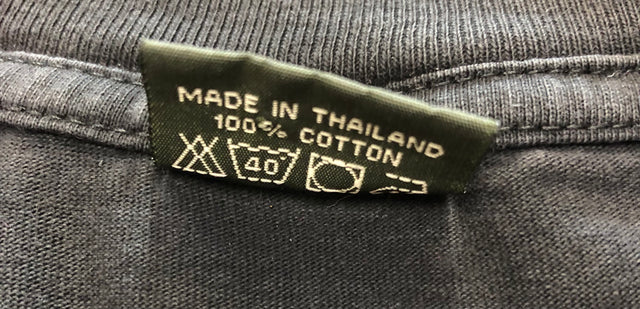 MADE IN THAILAND
100% COTTON
40°